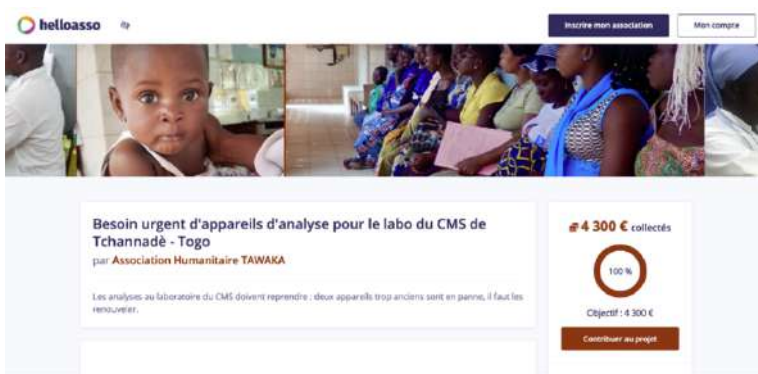 helloasso
Inscrire mon association
Mon compte
Besoin urgent d'appareils d'analyse pour le labo du CMS de
Tchannadè - Togo
par Association Humanitaire TAWAKA
Les analyses au laboratoire du CMS doivent reprendre ; deux appareils trop anciens sont en panne, il faut les
renouveler.
4 300 € collectés
100 %
Objectif : 4 300 €
Contribuer au projet